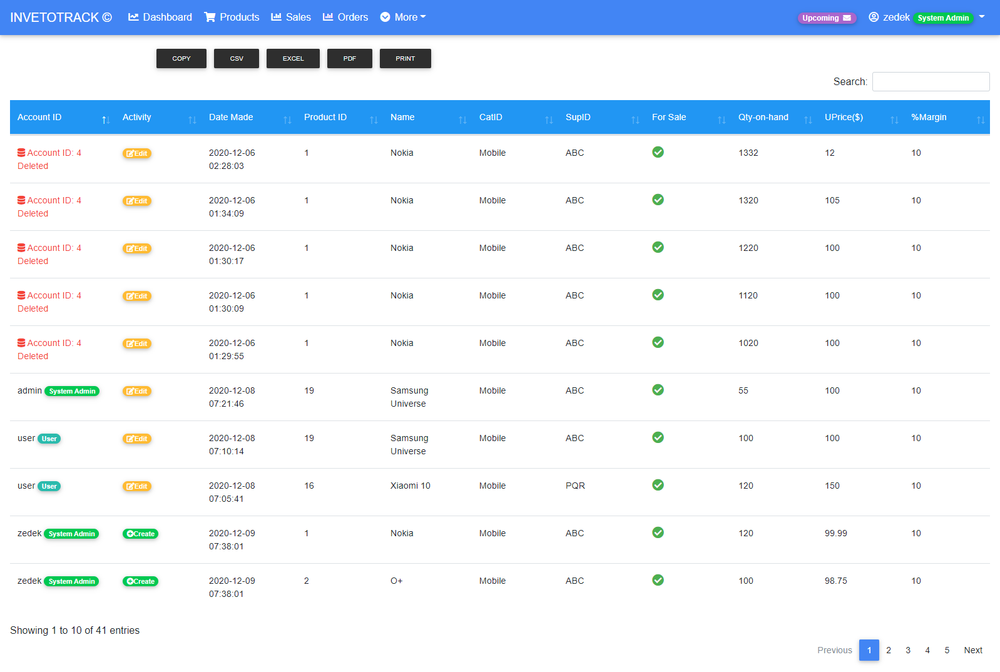 INVETOTRACK © Dashboard Products Sales Orders More Upcoming zedek System Admin
COPY CSV EXCEL PDF PRINT
Search:
Account ID Activity Date Made Product ID Name CatID SupID For Sale Qty-on-hand UPrice($) %Margin
Account ID: 4 Edit 2020-12-06 1 Nokia Mobile ABC 1332 12 10
Deleted 02:28:03
Account ID: 4 Edit 2020-12-06 1 Nokia Mobile ABC 1320 105 10
Deleted 01:34:09
Account ID: 4 Edit 2020-12-06 1 Nokia Mobile ABC 1220 100 10
Deleted 01:30:17
Account ID: 4 Edit 2020-12-06 1 Nokia Mobile ABC 1120 100 10
Deleted 01:30:09
Account ID: 4 Edit 2020-12-06 1 Nokia Mobile ABC 1020 100 10
Deleted 01:29:55
admin System Admin Edit 2020-12-08 19 Samsung Mobile ABC 55 100 10
07:21:46 Universe
user User Edit 2020-12-08 19 Samsung Mobile ABC 100 100 10
07:10:14 Universe
user User Edit 2020-12-08 16 Xiaomi 10 Mobile PQR 120 150 10
07:05:41
zedek System Admin Create 2020-12-09 1 Nokia Mobile ABC 120 99.99 10
07:38:01
zedek System Admin Create 2020-12-09 2 O+ Mobile ABC 100 98.75 10
07:38:01
Showing 1 to 10 of 41 entries
Previous 1 2 3 4 5 Next